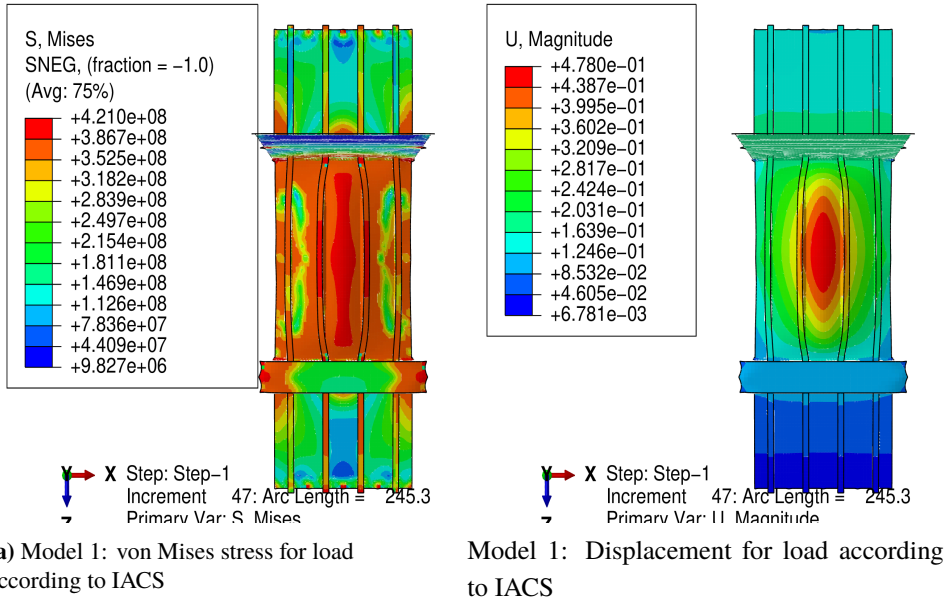 S, Mises
SNEG, (fraction = −1.0)
(Avg: 75%)
+4.210e+08
+3.867e+08
+3.525e+08
+3.182e+08
+2.839e+08
+2.497e+08
+2.154e+08
+1.811e+08
+1.469e+08
+1.126e+08
+7.836e+07
+4.409e+07
+9.827e+06
Y X
Z
Step: Step−1
Increment 47: Arc Length = 245.3
Primary Var: S, Mises
a) Model 1: von Mises stress for load
according to IACS
U, Magnitude
+4.780e−01
+4.387e−01
+3.995e−01
+3.602e−01
+3.209e−01
+2.817e−01
+2.424e−01
+2.031e−01
+1.639e−01
+1.246e−01
+8.532e−02
+4.605e−02
+6.781e−03
Y X
Z
Step: Step−1
Increment 47: Arc Length = 245.3
Primary Var: U, Magnitude
Model 1: Displacement for load according
to IACS